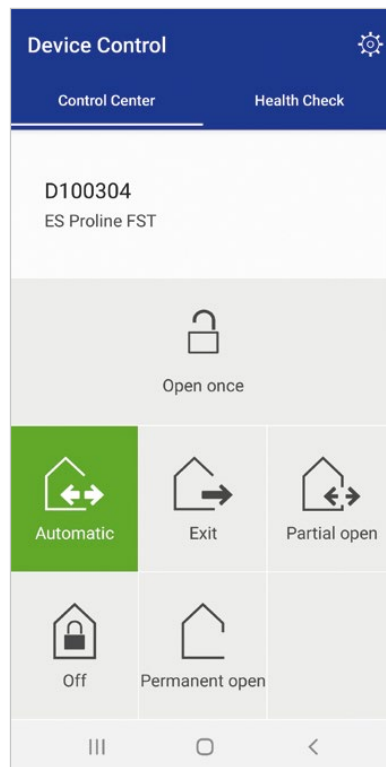 Device Control
Control Center
Health Check
D100304
ES Proline FST
Open once
Automatic
Exit
Partial open
Off
Permanent open